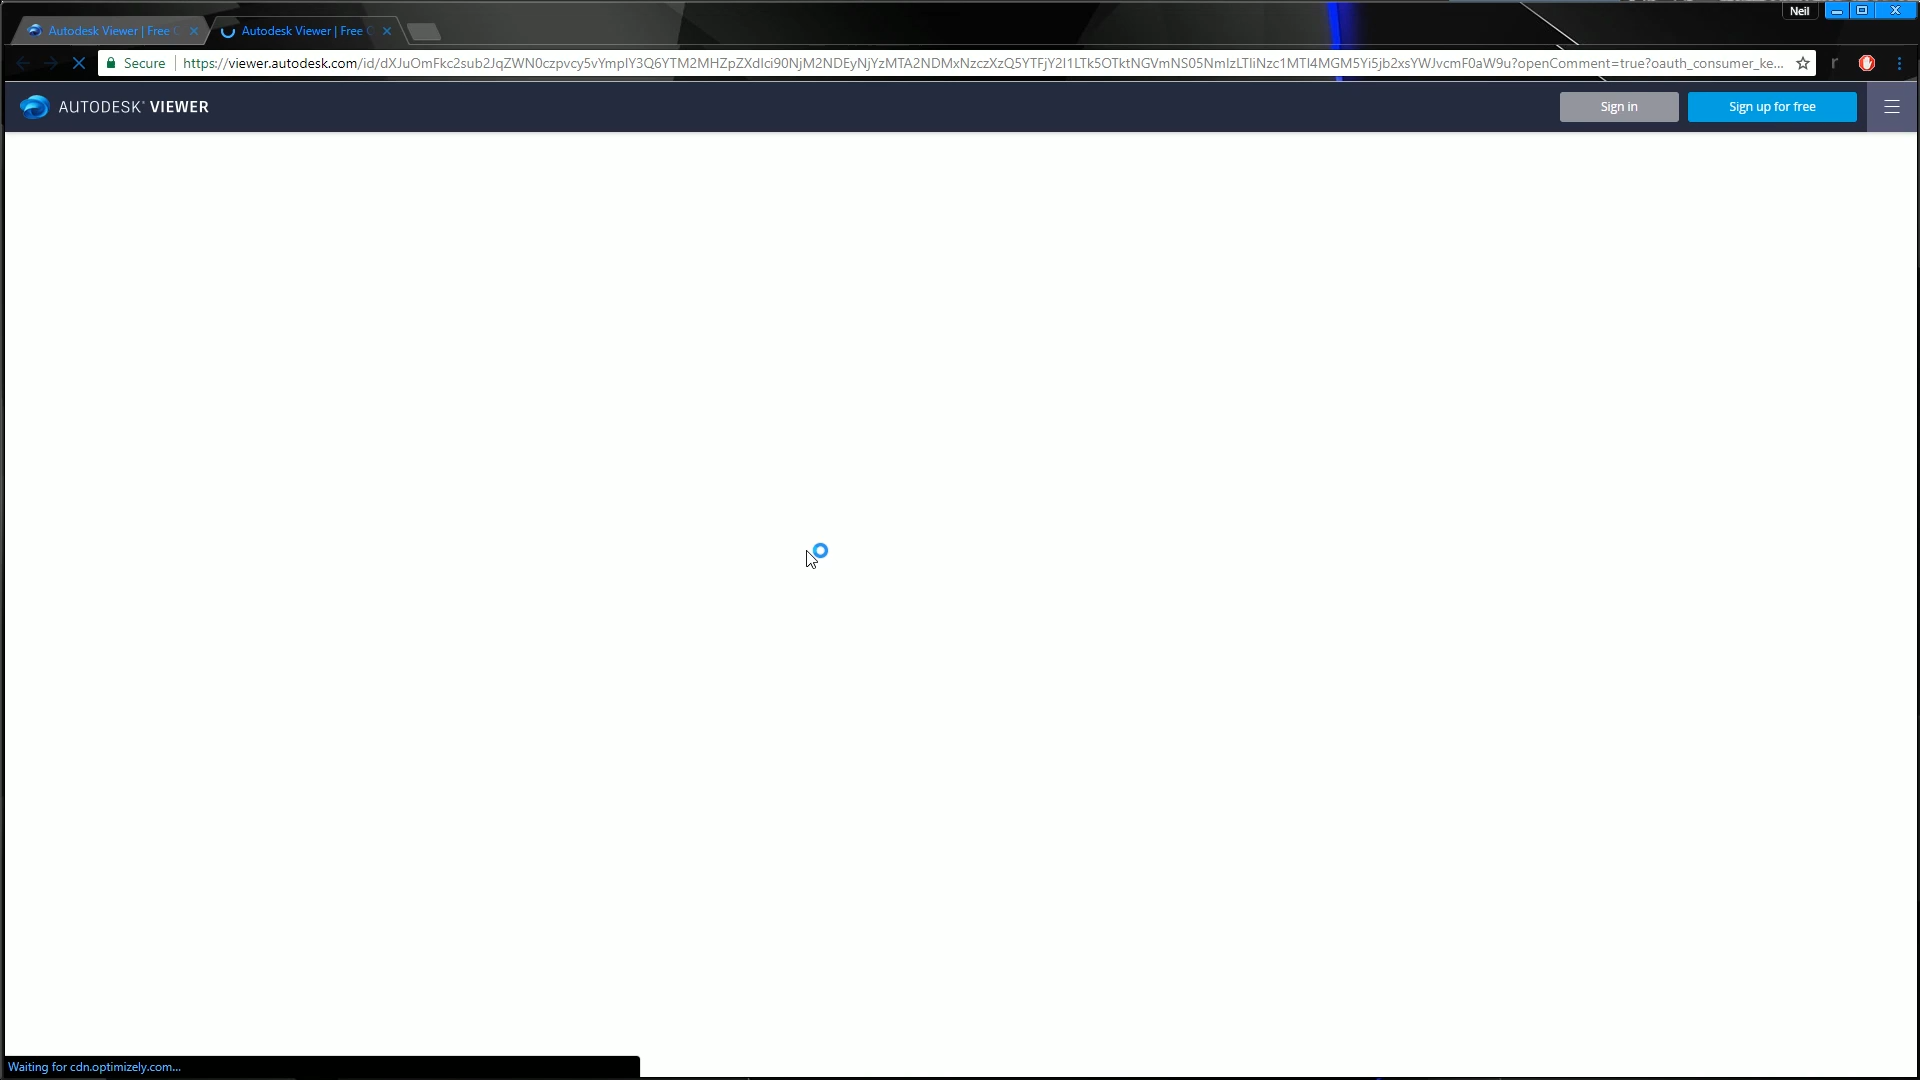 Neil
Autodesk Viewer | Free
Autodesk Viewer | Free
Secure
https://viewer.autodesk.com/id/
?openComment=true?oauth_consumer_ke...
AUTODESK VIEWER
Sign in
Sign up for free
Waiting for cdn.optimizely.com...